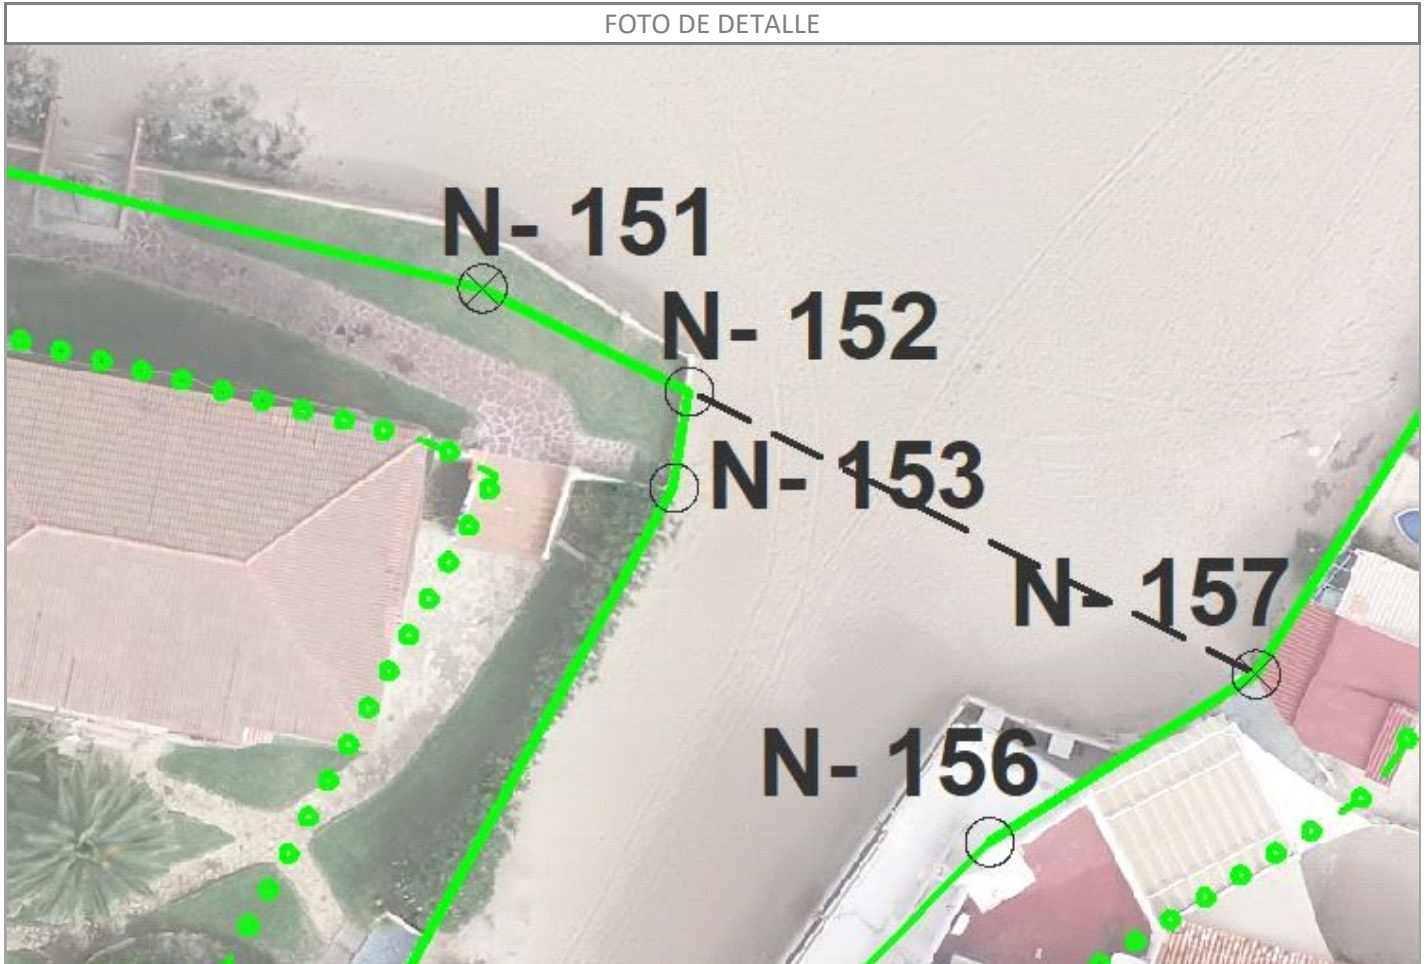 FOTO DE DETALLE
N- 151
N- 152
N- 153
N- 157
N- 156